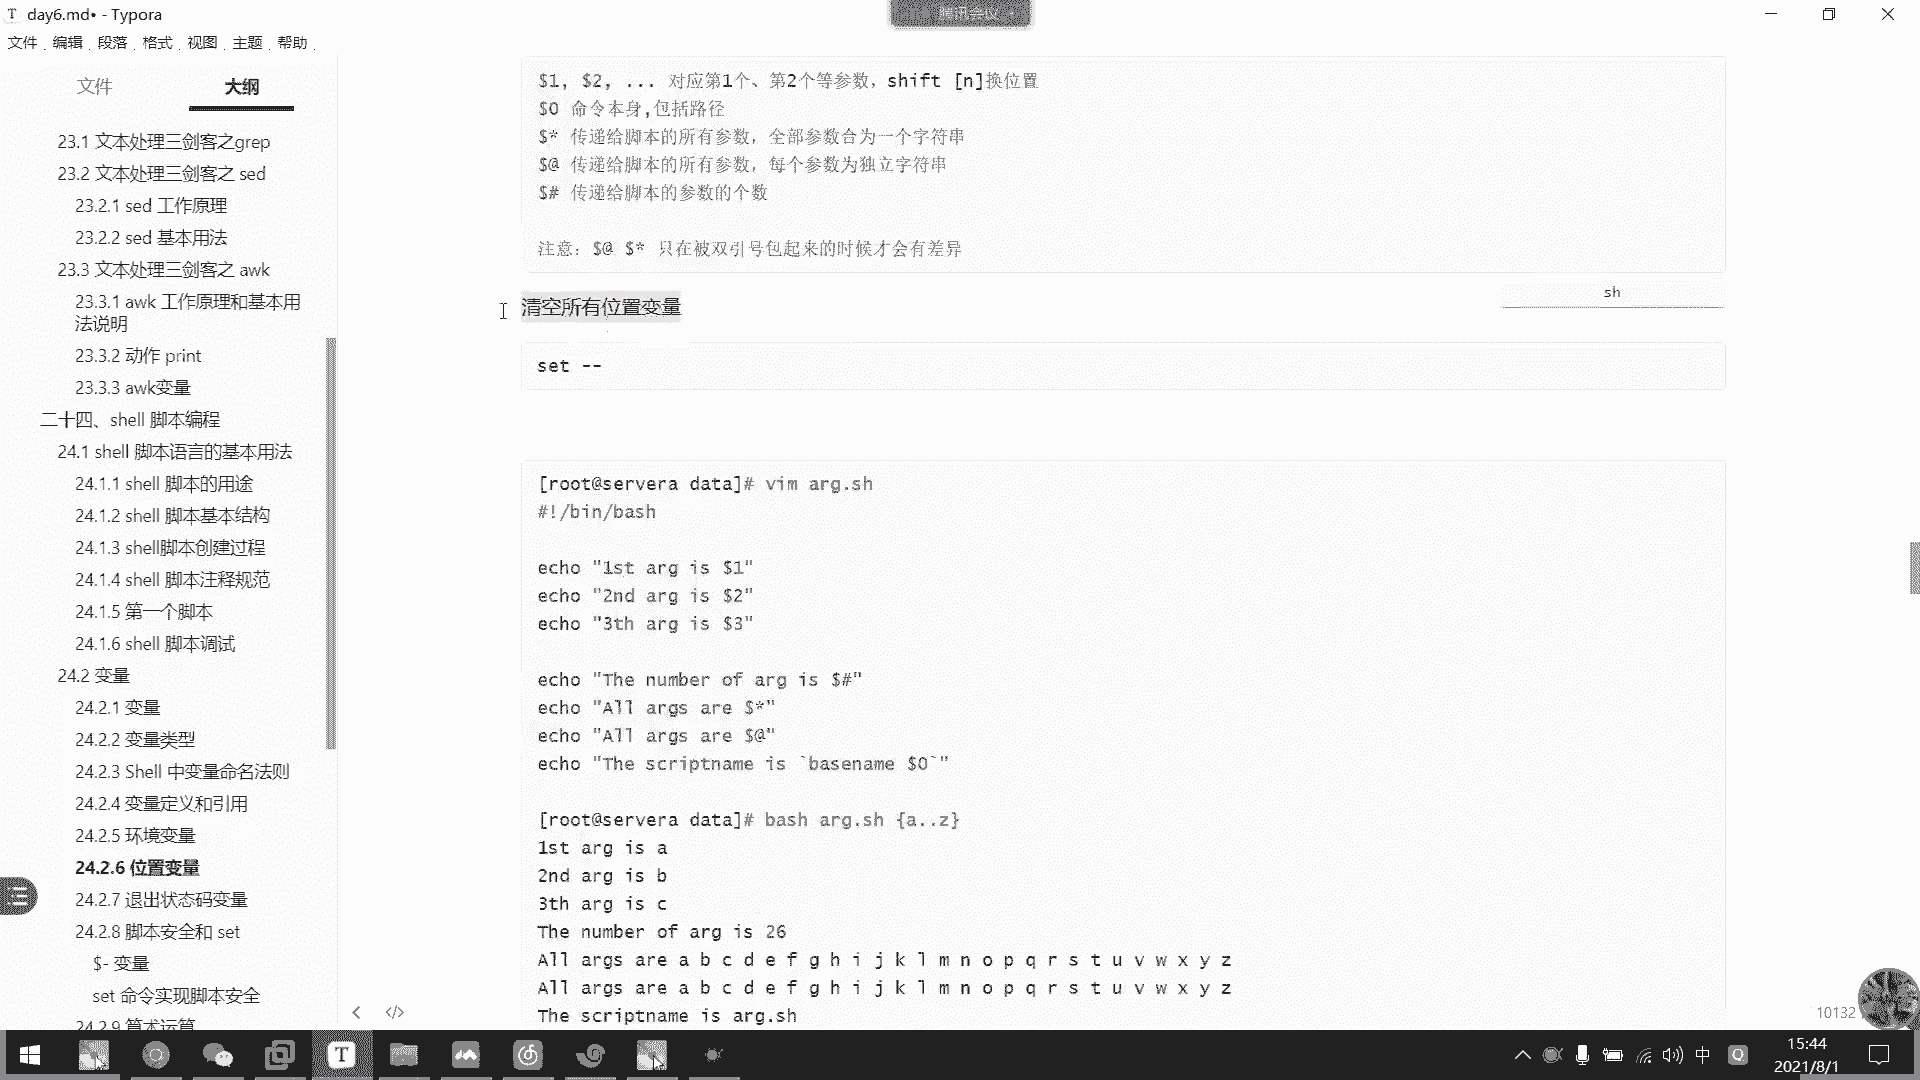 day6.md• - Typora
腾讯会议
文件 编辑 段落 格式 视图 主题 帮助
文件 大纲
23.1 文本处理三剑客之grep
23.2 文本处理三剑客之 sed
23.2.1 sed 工作原理
23.2.2 sed 基本用法
23.3 文本处理三剑客之 awk
23.3.1 awk 工作原理和基本用
法说明
23.3.2 动作 print
23.3.3 awk变量
二十四、shell 脚本编程
24.1 shell 脚本语言的基本用法
24.1.1 shell 脚本的用途
24.1.2 shell 脚本基本结构
24.1.3 shell脚本创建过程
24.1.4 shell 脚本注释规范
24.1.5 第一个脚本
24.1.6 shell 脚本调试
24.2 变量
24.2.1 变量
24.2.2 变量类型
24.2.3 Shell 中变量命名法则
24.2.4 变量定义和引用
24.2.5 环境变量
24.2.6 位置变量
24.2.7 退出状态码变量
24.2.8 脚本安全和 set
$- 变量
set 命令实现脚本安全
24.2.9 算术运算
$1, $2, ... 对应第1个、第2个等参数，shift [n]换位置
$0 命令本身,包括路径
$* 传递给脚本的所有参数，全部参数合为一个字符串
$@ 传递给脚本的所有参数，每个参数为独立字符串
$# 传递给脚本的参数的个数
注意：$@ $* 只在被双引号包起来的时候才会有差异
清空所有位置变量
sh
set --
[root@servera data]# vim arg.sh
#!/bin/bash
echo "1st arg is $1"
echo "2nd arg is $2"
echo "3th arg is $3"
echo "The number of arg is $#"
echo "All args are $*"
echo "All args are $@"
echo "The scriptname is `basename $0`"
[root@servera data]# bash arg.sh {a..z}
1st arg is a
2nd arg is b
3th arg is c
The number of arg is 26
All args are a b c d e f g h i j k l m n o p q r s t u v w x y z
All args are a b c d e f g h i j k l m n o p q r s t u v w x y z
The scriptname is arg.sh
10132
中
15:44
2021/8/1